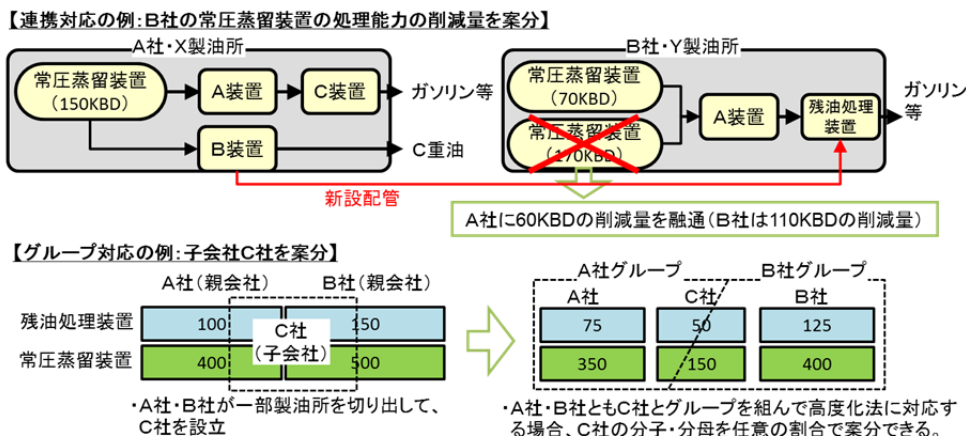 【連携対応の例:B社の常圧蒸留装置の処理能力の削減量を案分】
A社・X製油所
常圧蒸留装置
(150KBD)
A装置
C装置
ガソリン等
B装置
C重油
新設配管
B社・Y製油所
常圧蒸留装置
(70KBD)
常圧蒸留装置
(170KBD)
A装置
残油処理
装置
ガソリン
等
A社に60KBDの削減量を融通(B社は110KBDの削減量)
【グループ対応の例:子会社C社を案分】
A社(親会社)
B社(親会社)
残油処理装置
100
150
常圧蒸留装置
400
500
C社
(子会社)
・A社・B社が一部製油所を切り出して、
C社を設立
A社グループ
B社グループ
A社
C社
B社
75
50
125
350
150
400
・A社・B社ともC社とグループを組んで高度化法に対応す
る場合、C社の分子・分母を任意の割合で案分できる。